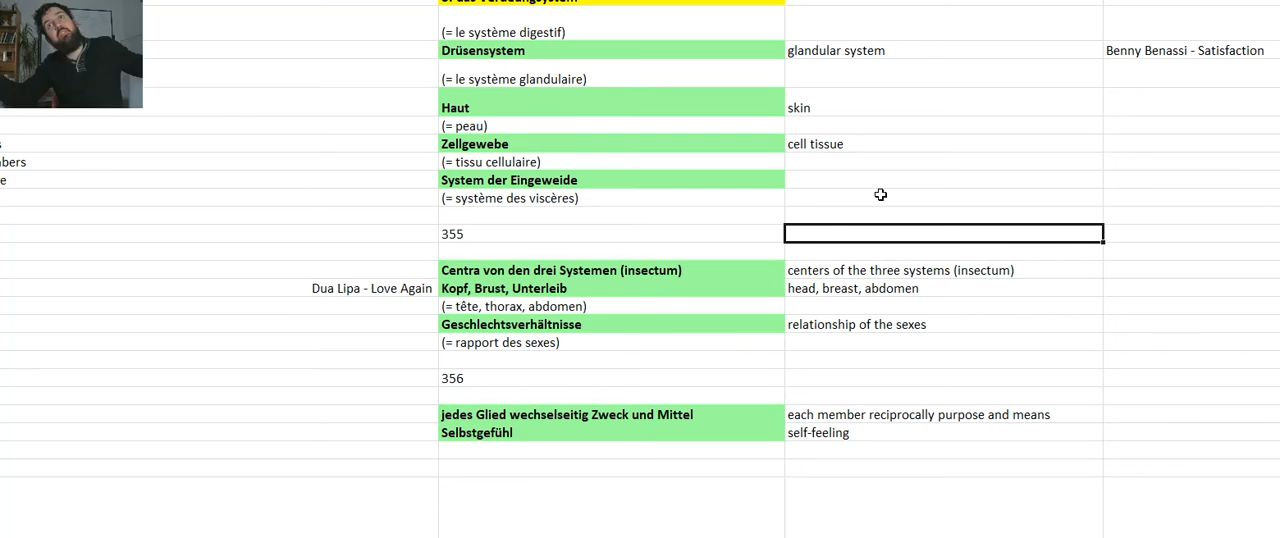 (= le système digestif)
Drüsensystem glandular system Benny Benassi - Satisfaction
(= le système glandulaire)
Haut skin
(= peau)
Zellgewebe cell tissue
(= tissu cellulaire)
System der Eingeweide
(= système des viscères)
355
Centra von den drei Systemen (insectum) centers of the three systems (insectum)
Dua Lipa - Love Again Kopf, Brust, Unterleib head, breast, abdomen
(= tête, thorax, abdomen)
Geschlechtsverhältnisse relationship of the sexes
(= rapport des sexes)
356
jedes Glied wechselseitig Zweck und Mittel each member reciprocally purpose and means
Selbstgefühl self-feeling